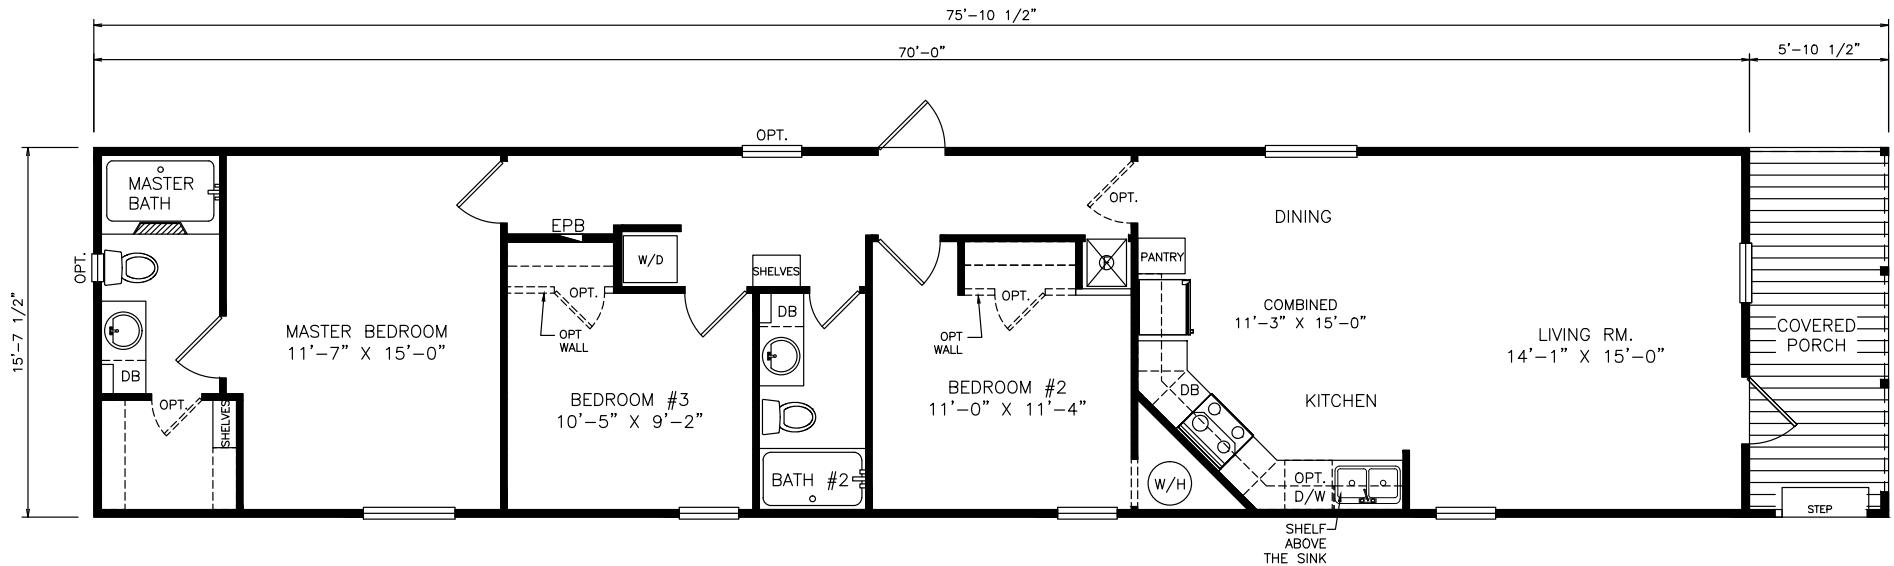 75'-10 1/2"
70'-0"
5'-10 1/2"
15'-7 1/2"
OPT.
MASTER
BATH
OPT.
DB
OPT.
SHELVES
MASTER BEDROOM
11'-7" X 15'-0"
EPB
W/D
OPT.
OPT
WALL
BEDROOM #3
10'-5" X 9'-2"
SHELVES
DB
BATH #2
OPT.
OPT
WALL
BEDROOM #2
11'-0" X 11'-4"
OPT.
PANTRY
DINING
COMBINED
11'-3" X 15'-0"
KITCHEN
DB
W/H
OPT.
D/W
SHELF
ABOVE
THE SINK
LIVING RM.
14'-1" X 15'-0"
COVERED
PORCH
STEP